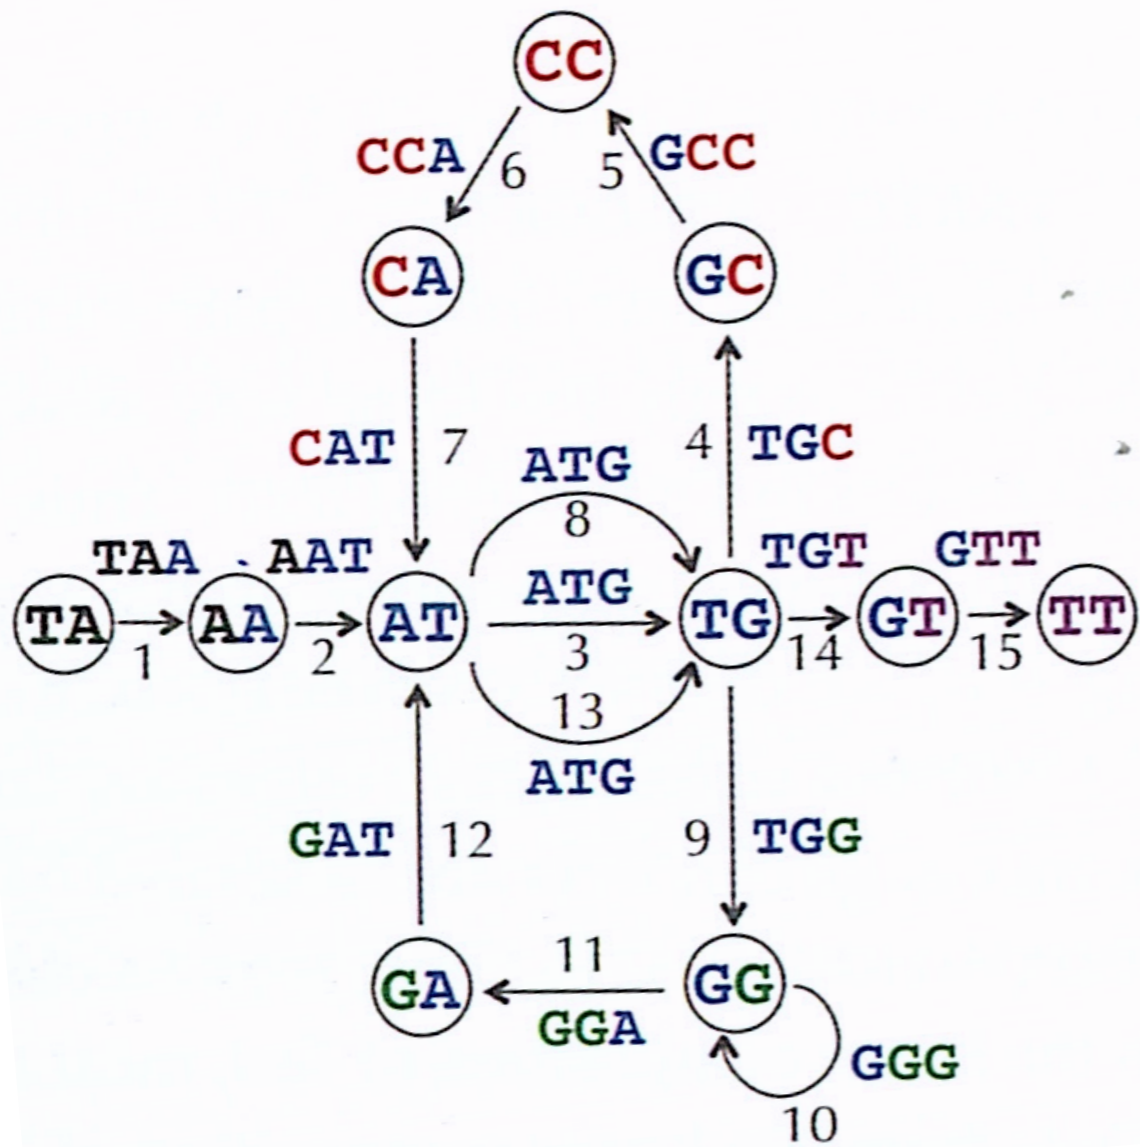 CC
CCA 6 5 GCC
CA GC
CAT 7 ATG 4 TGC
8
TAA AAT ATG TGT GTT
TA AA AT TG GT TT
1 2 3 14 15
13
ATG
GAT 12 9 TGG
11
GA GG
GGA
GGG
10